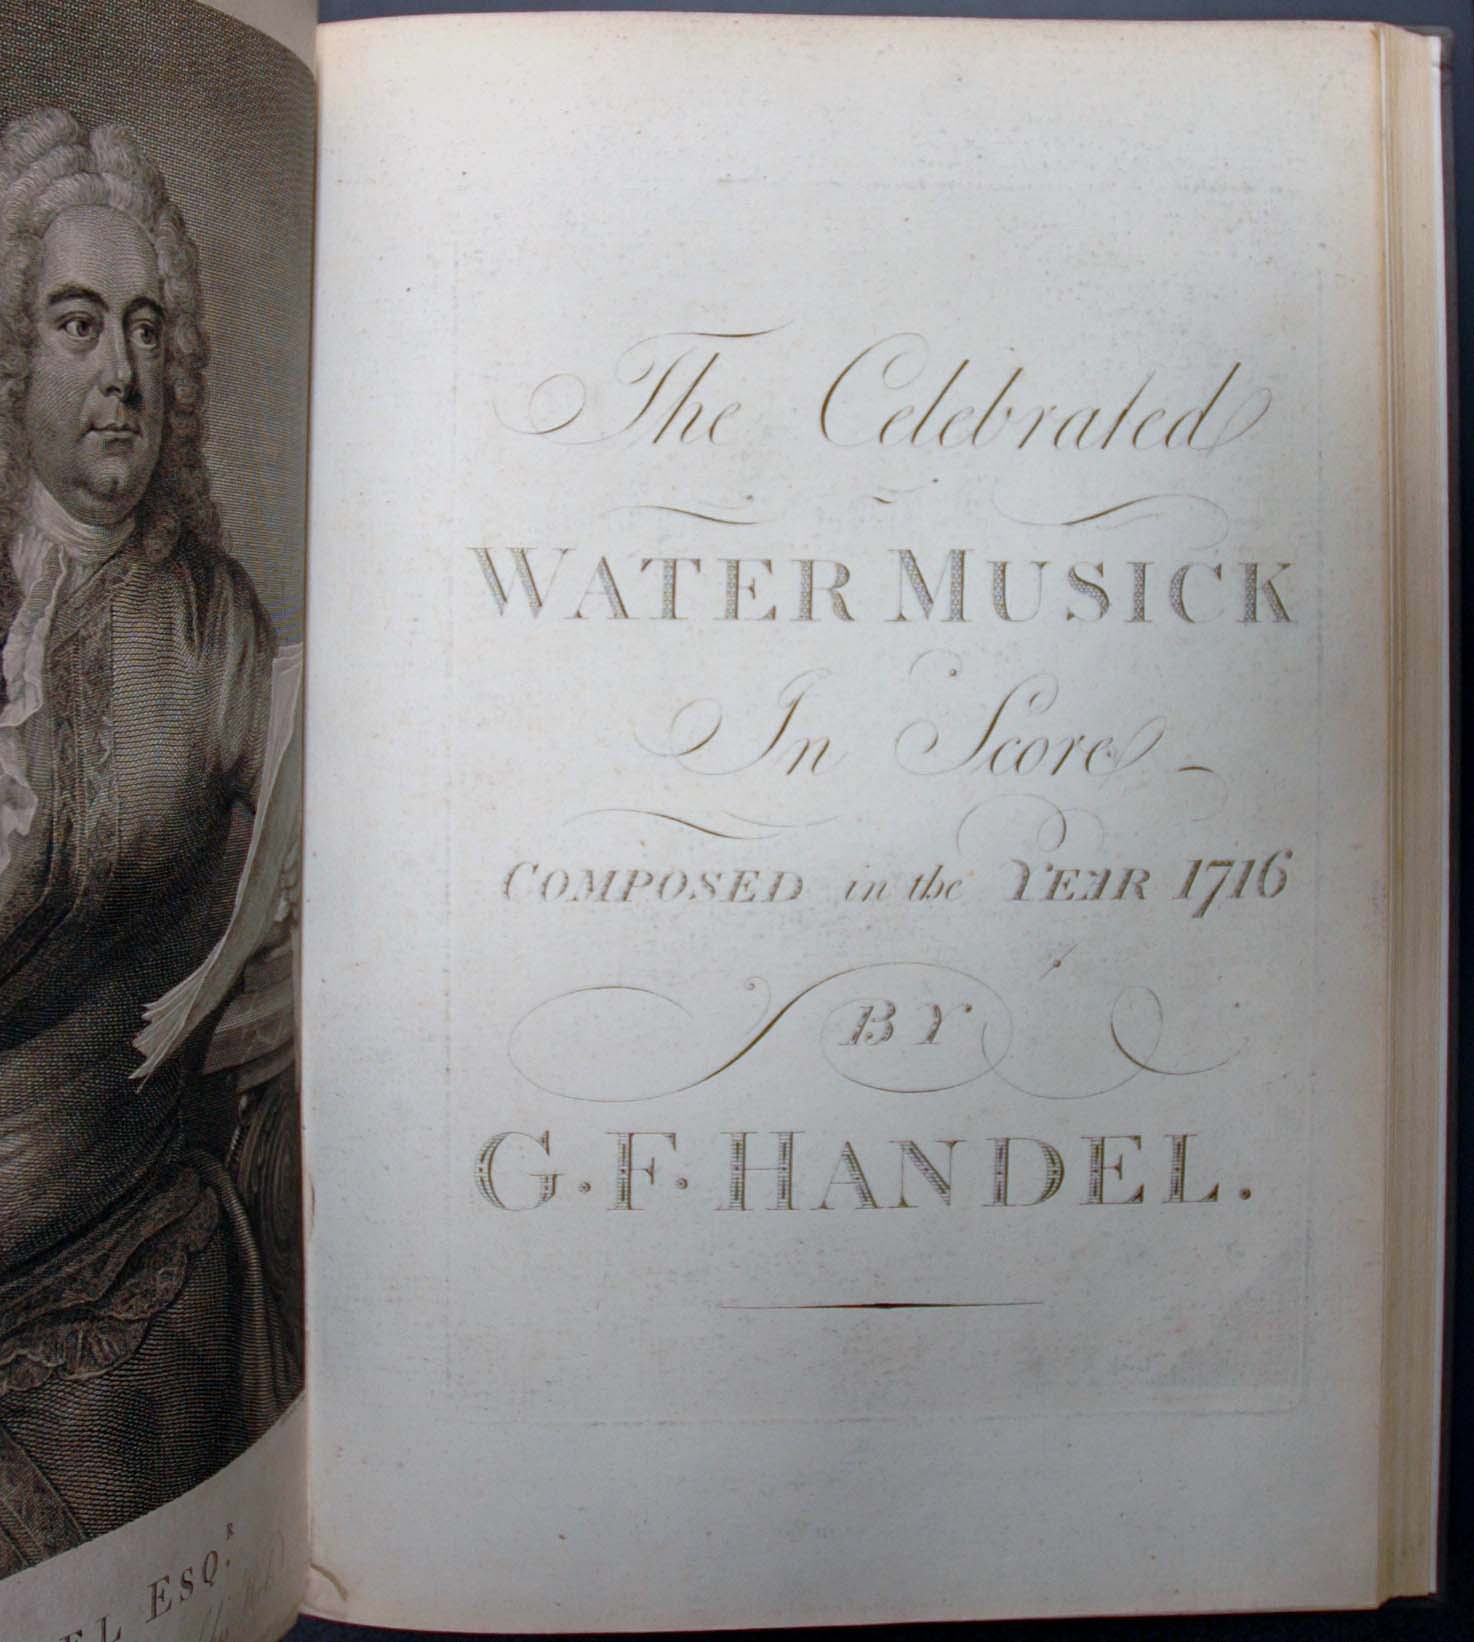 EL ESQ.R
The Celebrated
WATER MUSICK
In Score
COMPOSED in the YEAR 1716
BY
G. F. HANDEL.